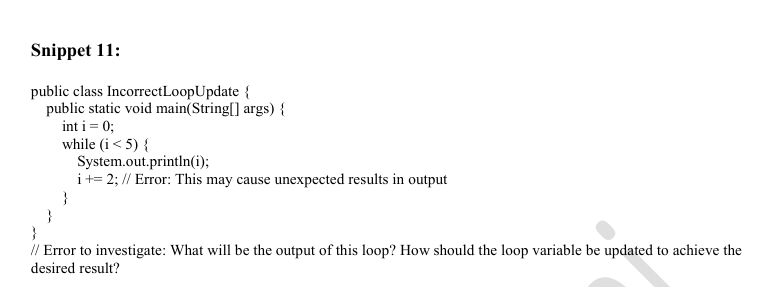 Snippet 11:
public class IncorrectLoopUpdate {
public static void main(String[] args) {
int i = 0;
while (i < 5) {
System.out.println(i);
i += 2; // Error: This may cause unexpected results in output
}
}
}
// Error to investigate: What will be the output of this loop? How should the loop variable be updated to achieve the
desired result?